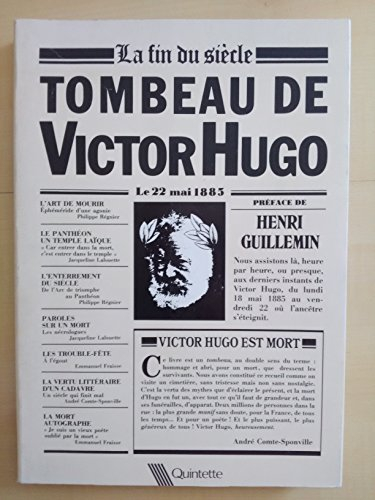 La fin du siècle
TOMBEAU DE
VICTOR HUGO
Le 22 mai 1885
L'ART DE MOURIR
Éphéméride d'une agonie
Philippe Régnier
LE PANTHÉON
UN TEMPLE LAÏQUE
« Car entrer dans la mort,
c'est entrer dans le temple »
Jacqueline Lalouette
L'ENTERREMENT
DU SIÈCLE
De l'Arc de triomphe
au Panthéon
Philippe Régnier
PAROLES
SUR UN MORT
Les nécrologues
Jacqueline Lalouette
LES TROUBLE-FÊTE
A l'égout
Emmanuel Fraisse
LA VERTU LITTÉRAIRE
D'UN CADAVRE
Un siècle qui finit mal
André Comte-Sponville
LA MORT
AUTOGRAPHE
« Je suis un vieux poète
oublié par la mort »
Emmanuel Fraisse
PRÉFACE DE
HENRI
GUILLEMIN
Nous assistons là, heure
par heure, ou presque,
aux derniers instants de
Victor Hugo, du lundi
18 mai 1885 au ven-
dredi 22 où l'ancêtre
s'éteignit.
VICTOR HUGO EST MORT
Ce livre est un tombeau, au double sens du terme :
hommage et abri, pour un mort, que dressent les
survivants. Nous avons constitué ce recueil comme on
visite un cimetière, sans tristesse mais non sans nostalgie.
C'est la vertu des mythes que d'éclairer le présent, et la mort
d'Hugo en fut un, avec tout ce qu'il faut de grandeur et, dans
ses funérailles, d'apparat. Deux millions de personnes dans la
rue : la plus grande manif sans doute, pour la France, de tous
les temps... Et pour un poète ! Et le plus puissant, le plus
généreux de tous ! Victor Hugo, heureusement.
André Comte-Sponville
Quintette